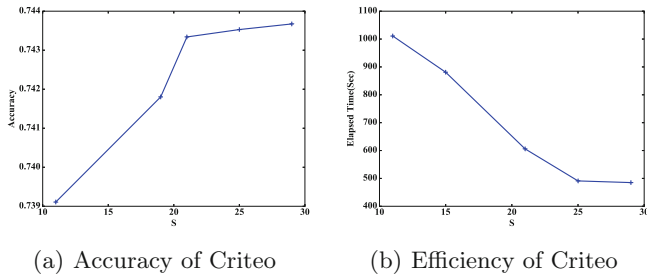 0.744
0.743
0.742
0.741
0.740
0.739
Accuracy
10 15 20 25 30
S
(a) Accuracy of Criteo
1100
1000
900
800
700
600
500
400
Elapsed Time(Sec)
10 15 20 25 30
S
(b) Efficiency of Criteo